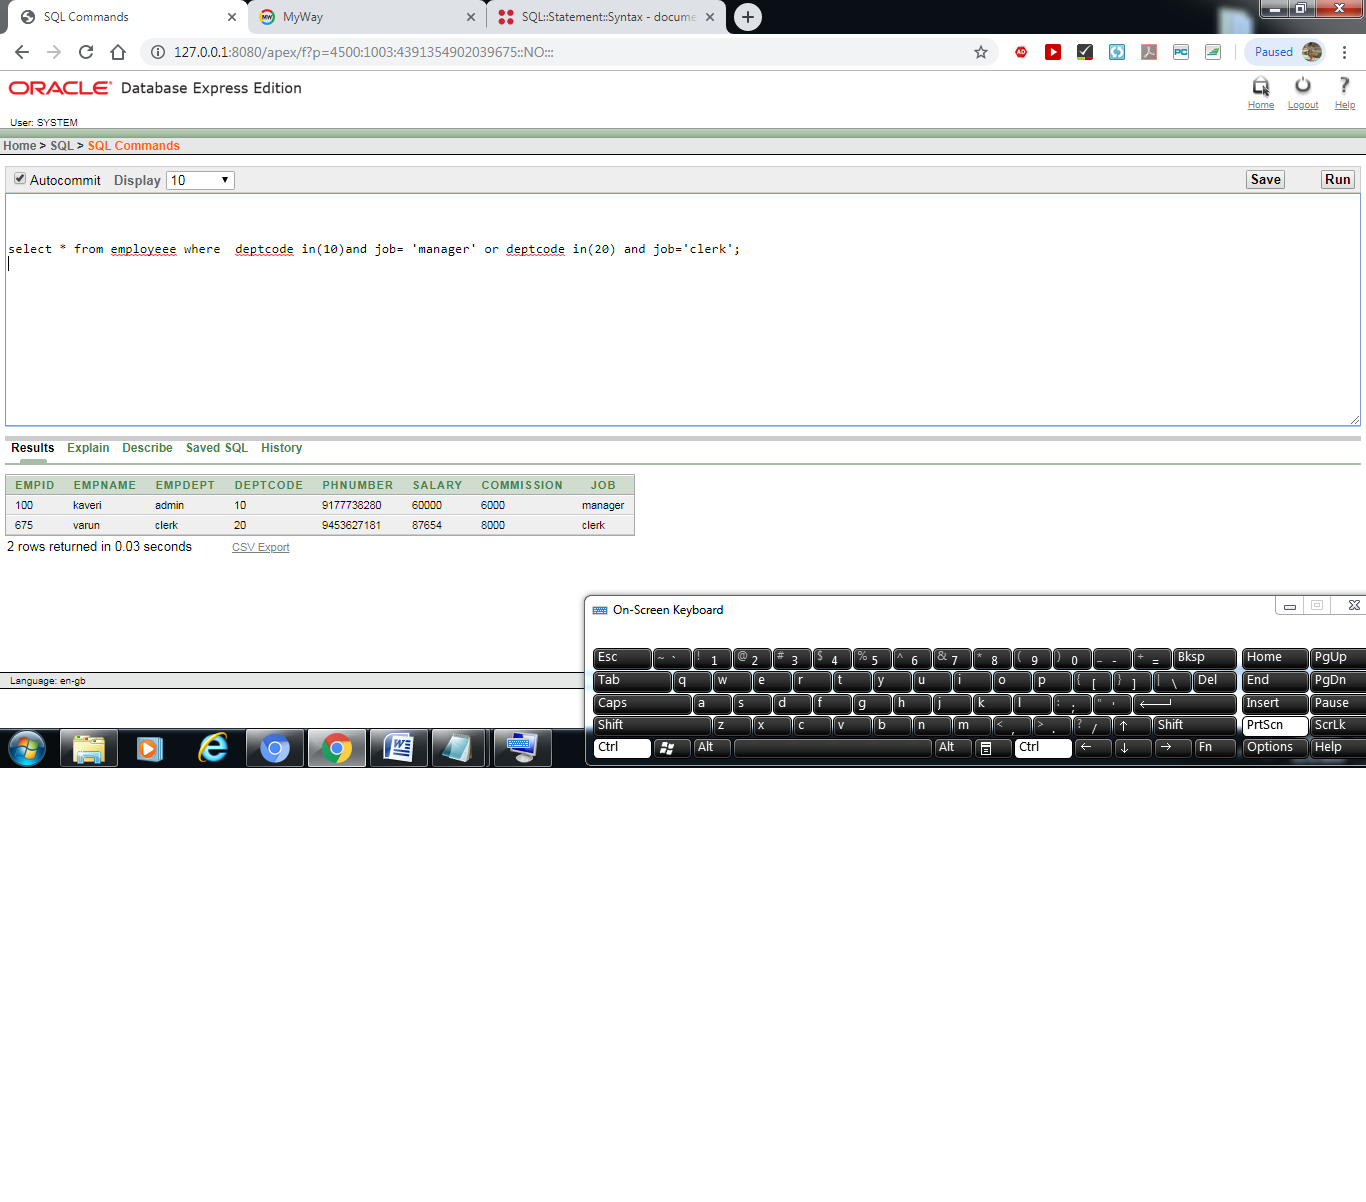 SQL Commands
MyWay
SQL::Statement::Syntax - docume
127.0.0.1:8080/apex/f?p=4500:1003:4391354902039675::NO:::
Paused
ORACLE Database Express Edition
Home Logout Help
User: SYSTEM
Home > SQL > SQL Commands
Autocommit Display 10 Save Run
select * from employeee where  deptcode in(10)and job= 'manager' or deptcode in(20) and job='clerk';
Results Explain Describe Saved SQL History
EMPID EMPNAME EMPDEPT DEPTCODE PHNUMBER SALARY COMMISSION JOB
100 kaveri admin 10 9177738280 60000 6000 manager
675 varun clerk 20 9453627181 87654 8000 clerk
2 rows returned in 0.03 seconds CSV Export
On-Screen Keyboard
Esc ~ ` ! 1 @ 2 # 3 $ 4 % 5 ^ 6 & 7 * 8 ( 9 ) 0 _ - + = Bksp Home PgUp
Tab q w e r t y u i o p { [ } ] | \ Del End PgDn
Caps a s d f g h j k l : ; " ' Insert Pause
Shift z x c v b n m < , > . ? / ↑ Shift PrtScn ScrLk
Ctrl Alt Alt Ctrl ← ↓ → Fn Options Help
Language: en-gb